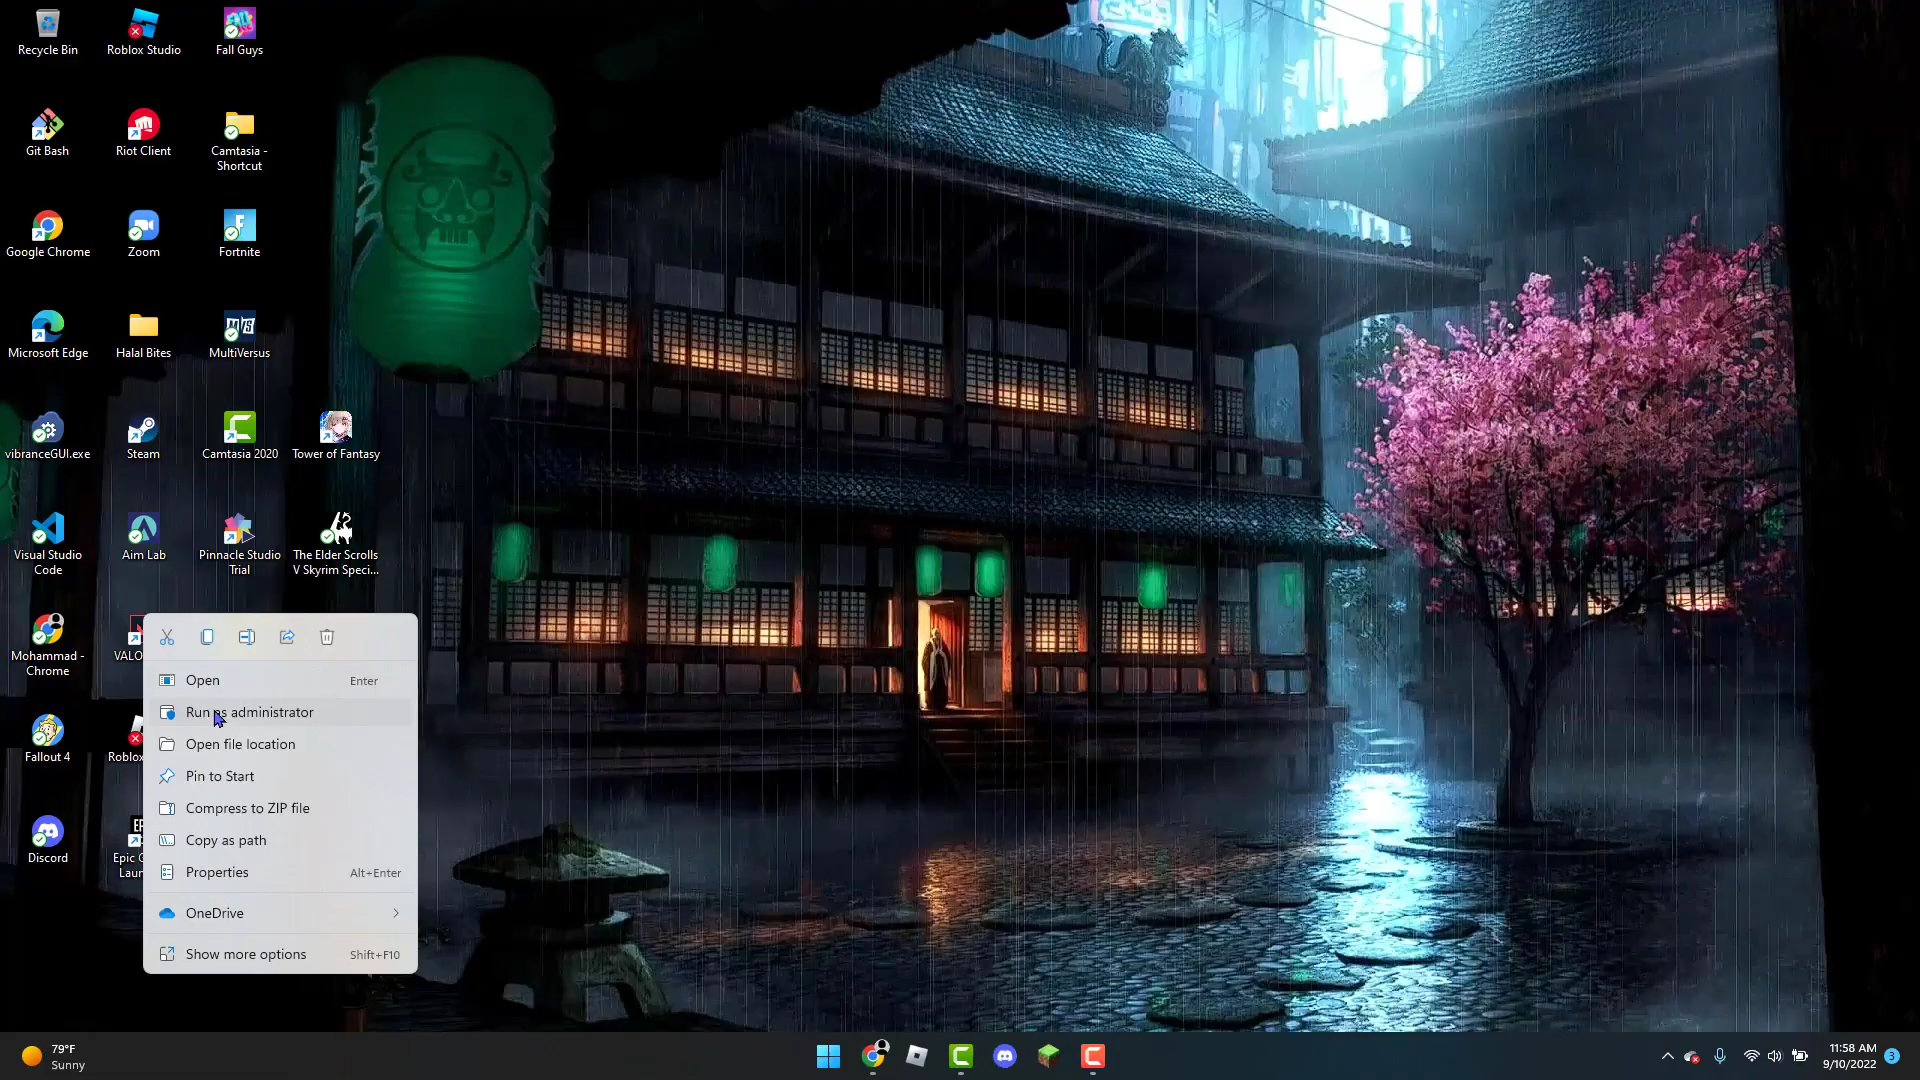 Recycle Bin
Roblox Studio
Fall Guys
Git Bash
Riot Client
Camtasia -
Shortcut
Google Chrome
Zoom
Fortnite
Microsoft Edge
Halal Bites
MultiVersus
vibranceGUI.exe
Steam
Camtasia 2020
Tower of Fantasy
Visual Studio
Code
Aim Lab
Pinnacle Studio
Trial
The Elder Scrolls
V Skyrim Speci...
Mohammad -
Chrome
VALO
Fallout 4
Roblox
Discord
Epic G
Laun
Open Enter
Run as administrator
Open file location
Pin to Start
Compress to ZIP file
Copy as path
Properties Alt+Enter
OneDrive
Show more options Shift+F10
79°F
Sunny
11:58 AM
9/10/2022
3